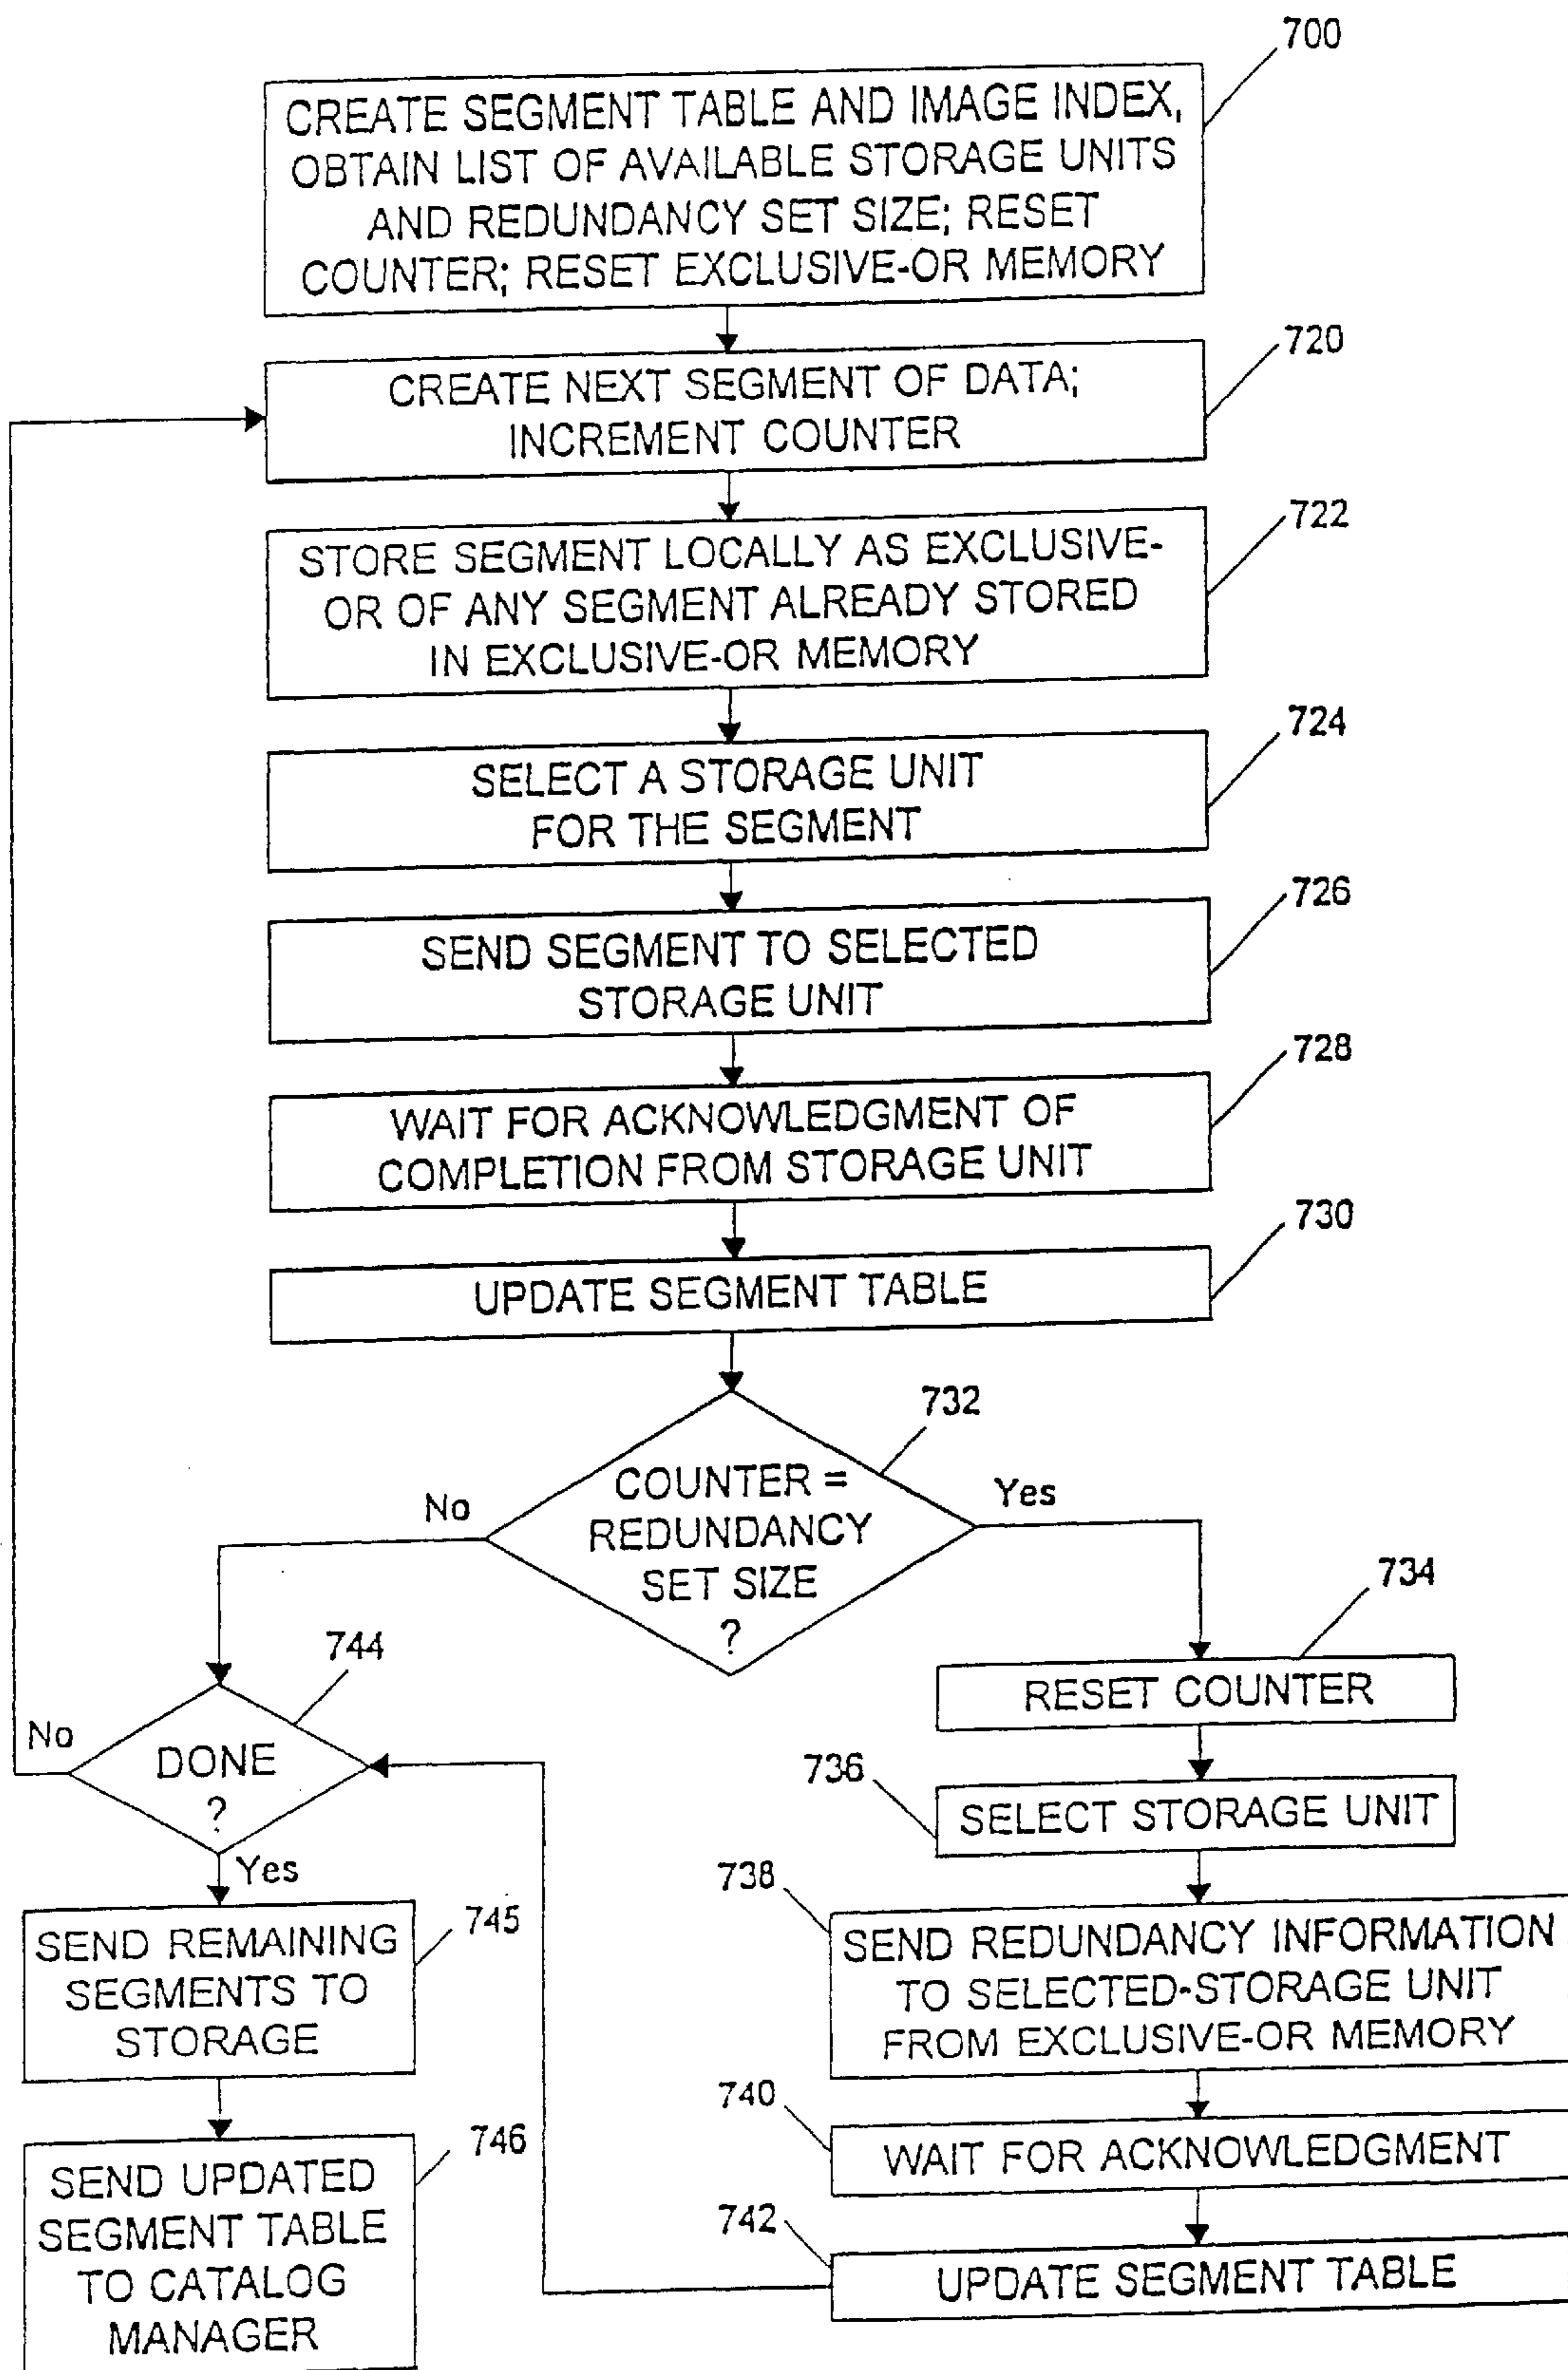 700
CREATE SEGMENT TABLE AND IMAGE INDEX,
OBTAIN LIST OF AVAILABLE STORAGE UNITS
AND REDUNDANCY SET SIZE; RESET
COUNTER; RESET EXCLUSIVE-OR MEMORY
720
CREATE NEXT SEGMENT OF DATA;
INCREMENT COUNTER
722
STORE SEGMENT LOCALLY AS EXCLUSIVE-
OR OF ANY SEGMENT ALREADY STORED
IN EXCLUSIVE-OR MEMORY
724
SELECT A STORAGE UNIT
FOR THE SEGMENT
726
SEND SEGMENT TO SELECTED
STORAGE UNIT
728
WAIT FOR ACKNOWLEDGMENT OF
COMPLETION FROM STORAGE UNIT
730
UPDATE SEGMENT TABLE
732
COUNTER =
REDUNDANCY
SET SIZE
?
No
Yes
734
RESET COUNTER
736
SELECT STORAGE UNIT
738
SEND REDUNDANCY INFORMATION
TO SELECTED-STORAGE UNIT
FROM EXCLUSIVE-OR MEMORY
740
WAIT FOR ACKNOWLEDGMENT
742
UPDATE SEGMENT TABLE
744
DONE
?
No
Yes
745
SEND REMAINING
SEGMENTS TO
STORAGE
746
SEND UPDATED
SEGMENT TABLE
TO CATALOG
MANAGER